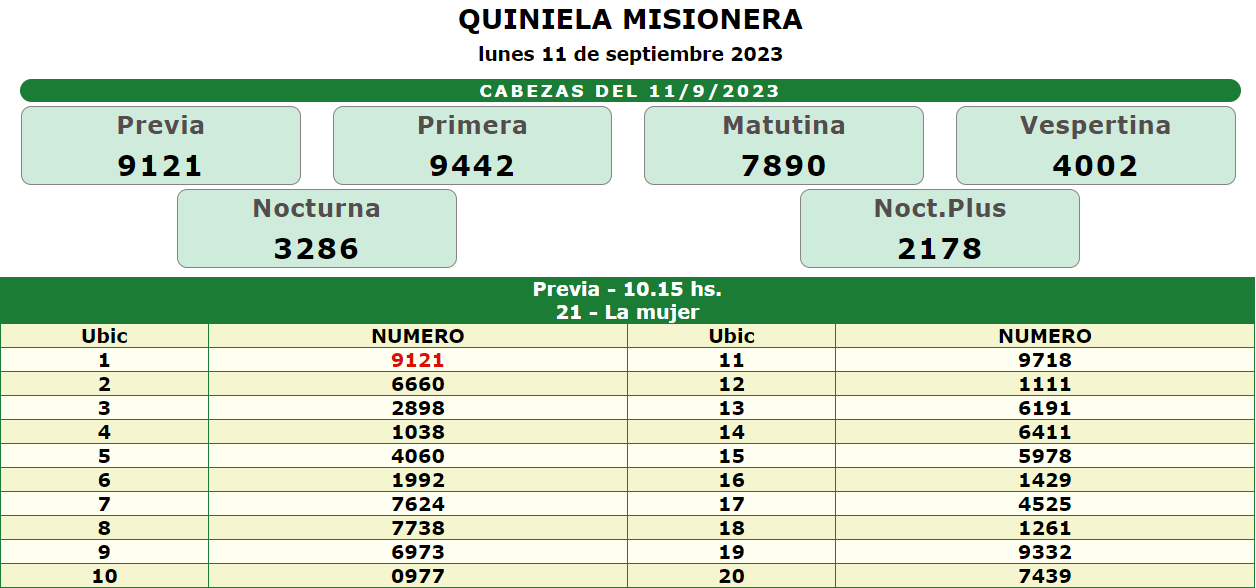 QUINIELA MISIONERA
lunes 11 de septiembre 2023
CABEZAS DEL 11/9/2023
Previa Primera Matutina Vespertina
9121 9442 7890 4002
Nocturna Noct.Plus
3286 2178
Previa - 10.15 hs.
21 - La mujer
Ubic NUMERO Ubic NUMERO
1 9121 11 9718
2 6660 12 1111
3 2898 13 6191
4 1038 14 6411
5 4060 15 5978
6 1992 16 1429
7 7624 17 4525
8 7738 18 1261
9 6973 19 9332
10 0977 20 7439